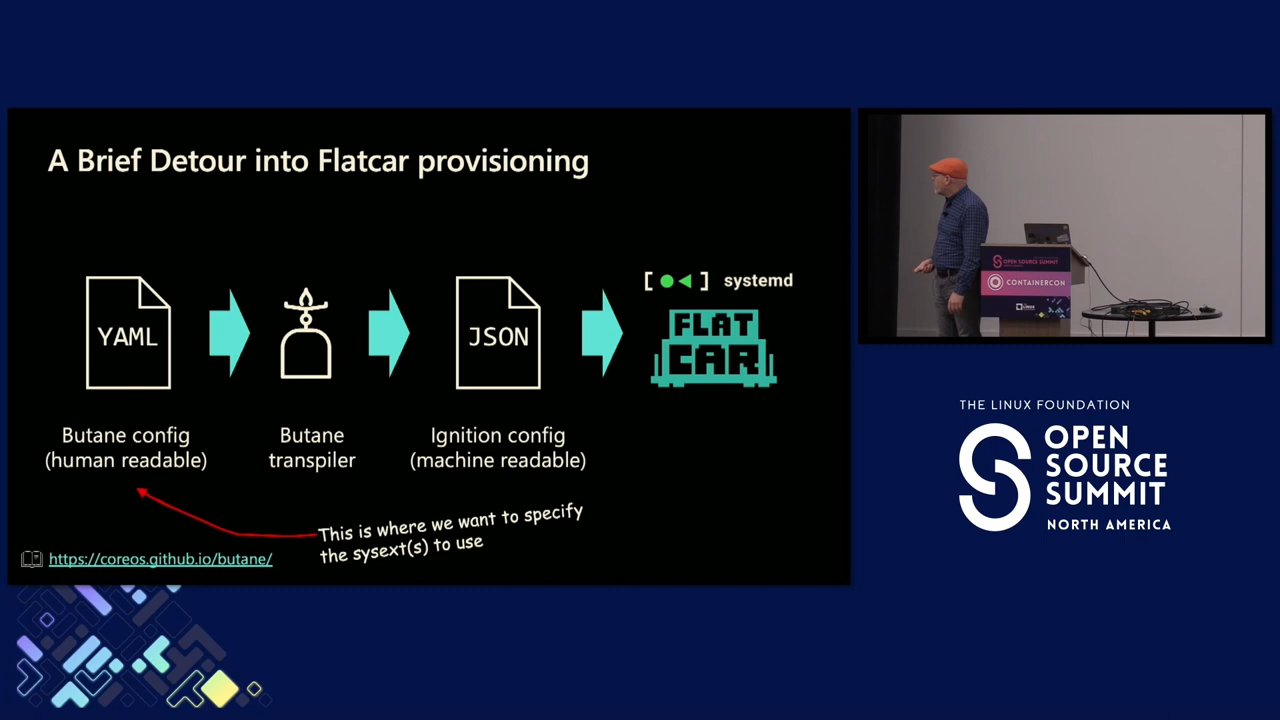 A Brief Detour into Flatcar provisioning
YAML
JSON
[●◀] systemd
FLAT
CAR
Butane config
(human readable)
Butane
transpiler
Ignition config
(machine readable)
This is where we want to specify
the sysext(s) to use
https://coreos.github.io/butane/
OPEN SOURCE SUMMIT
CONTAINERCON
THE LINUX FOUNDATION
OPEN
SOURCE
SUMMIT
NORTH AMERICA